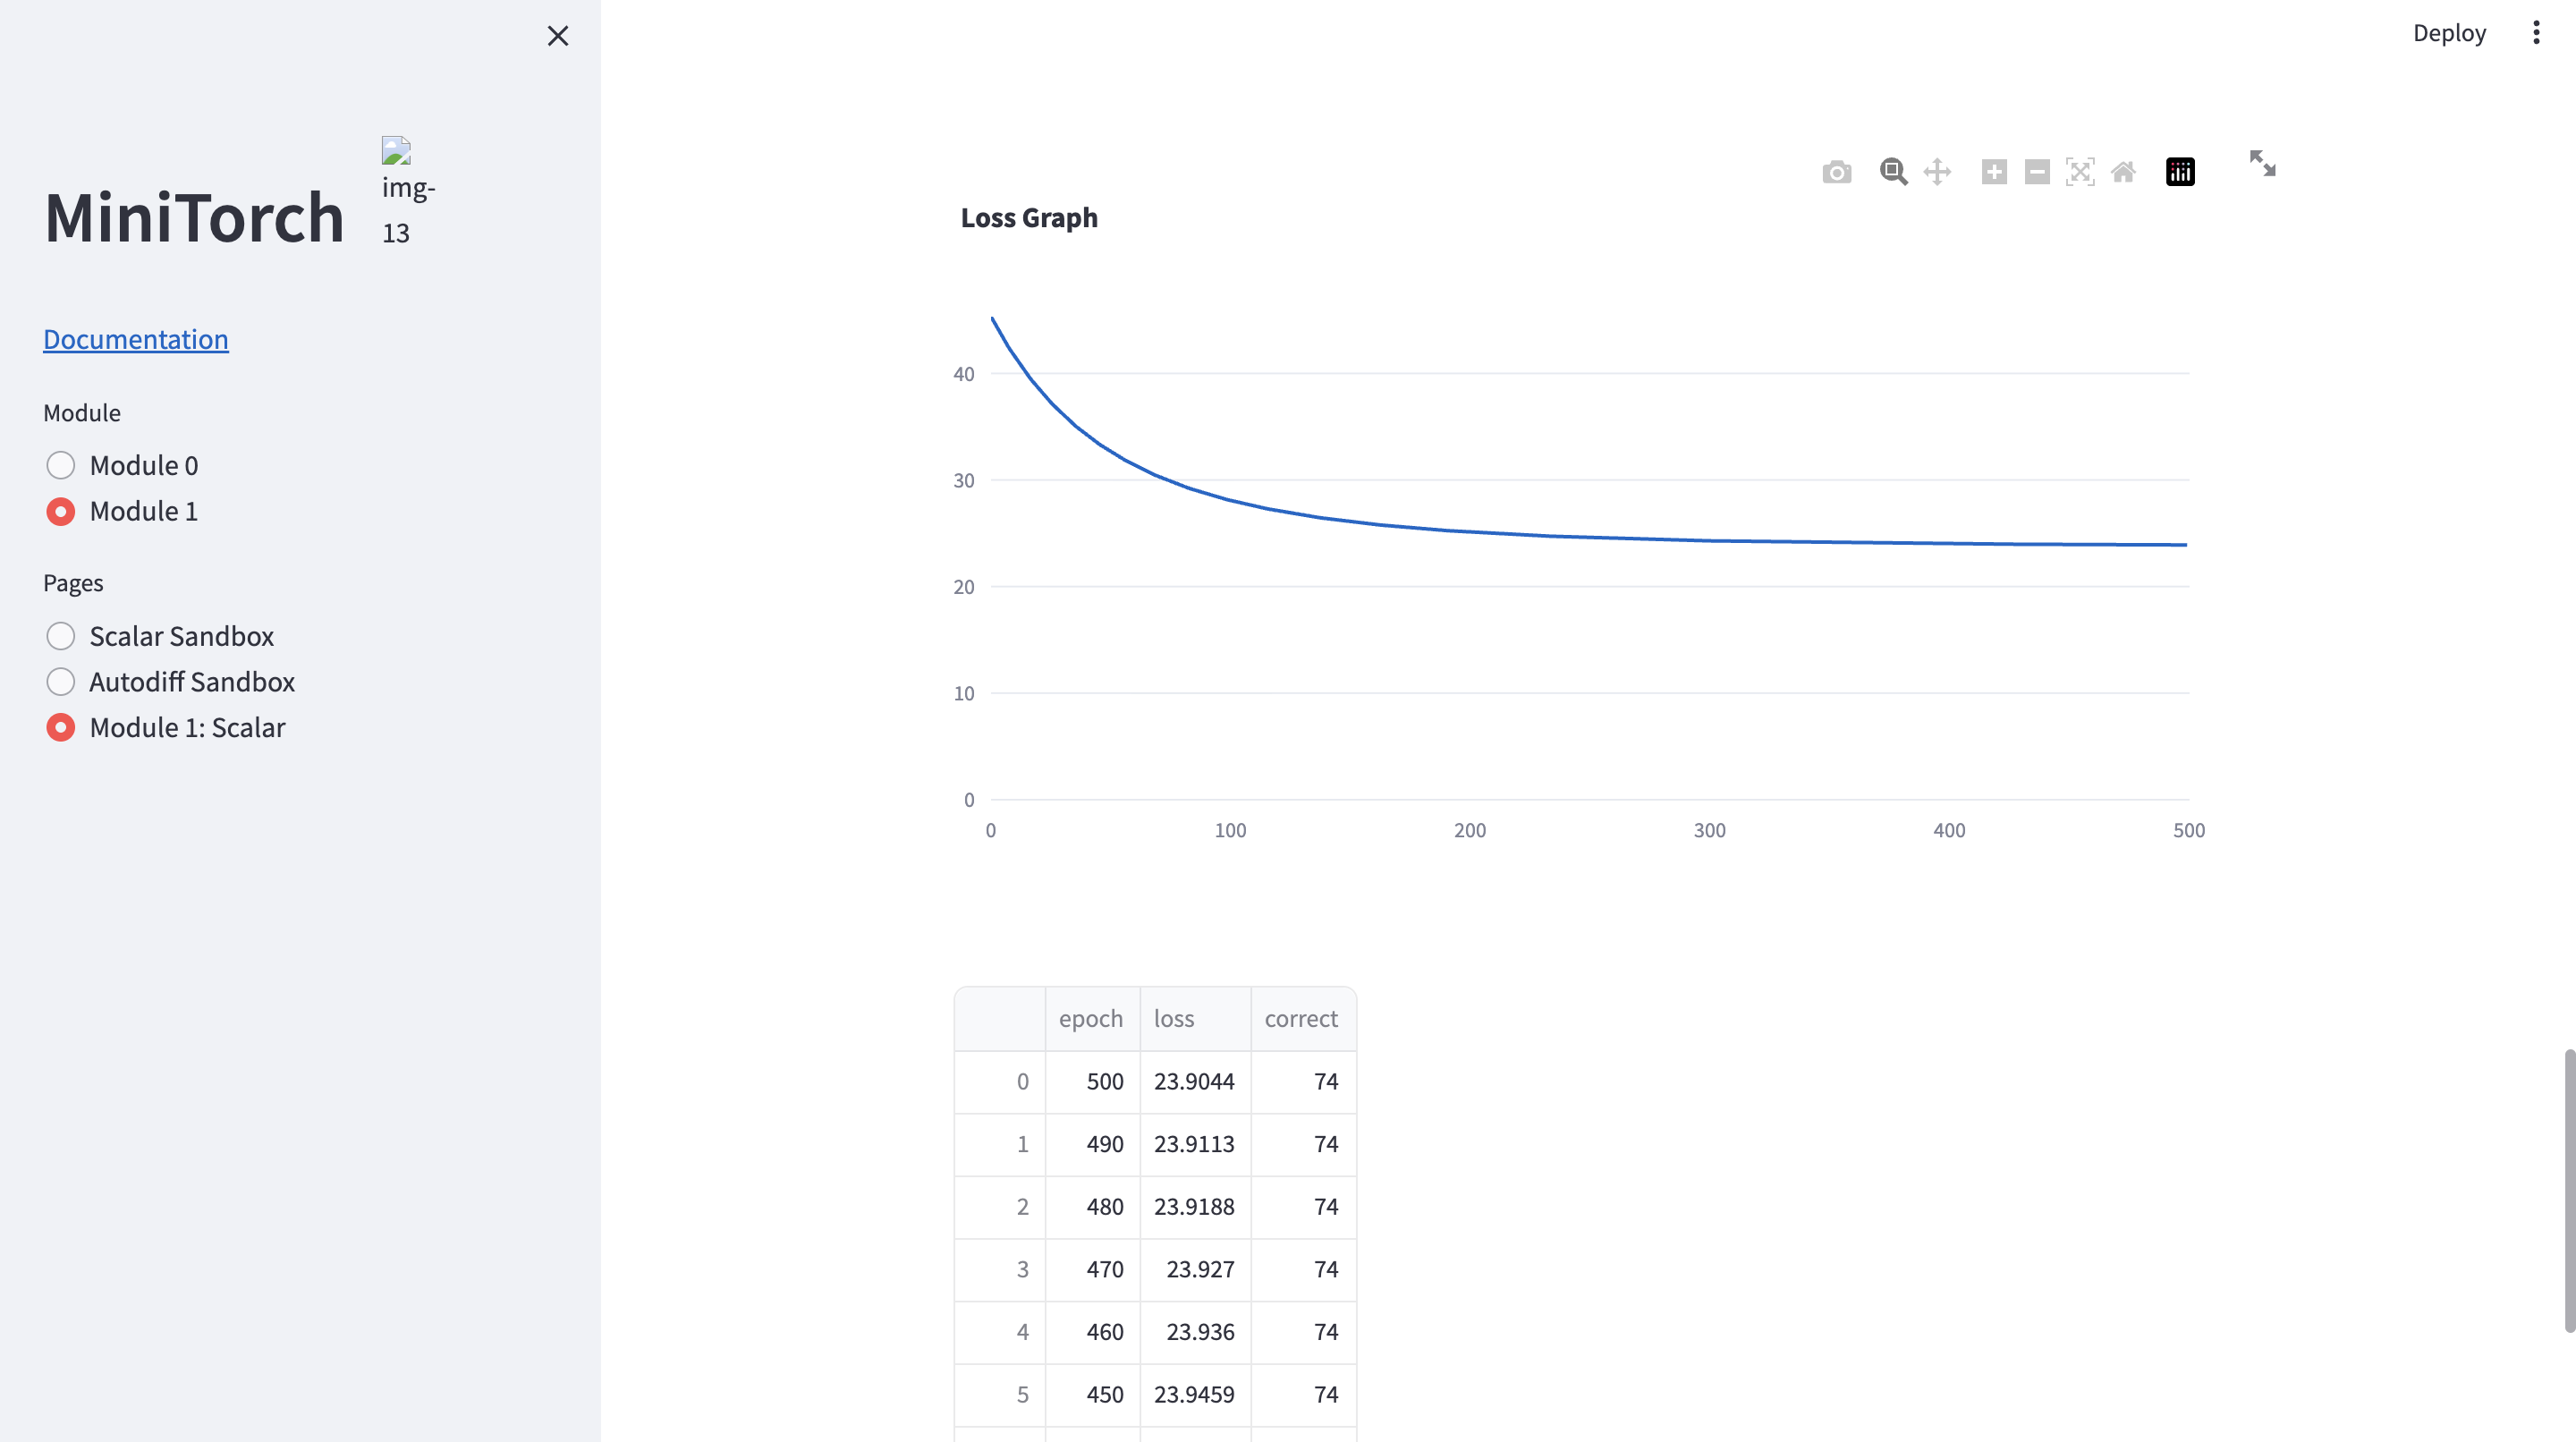 Deploy
MiniTorch
img-
13
Documentation
Module
Module 0
Module 1
Pages
Scalar Sandbox
Autodiff Sandbox
Module 1: Scalar
Loss Graph
40
30
20
10
0
0 100 200 300 400 500
epoch loss correct
0 500 23.9044 74
1 490 23.9113 74
2 480 23.9188 74
3 470 23.927 74
4 460 23.936 74
5 450 23.9459 74